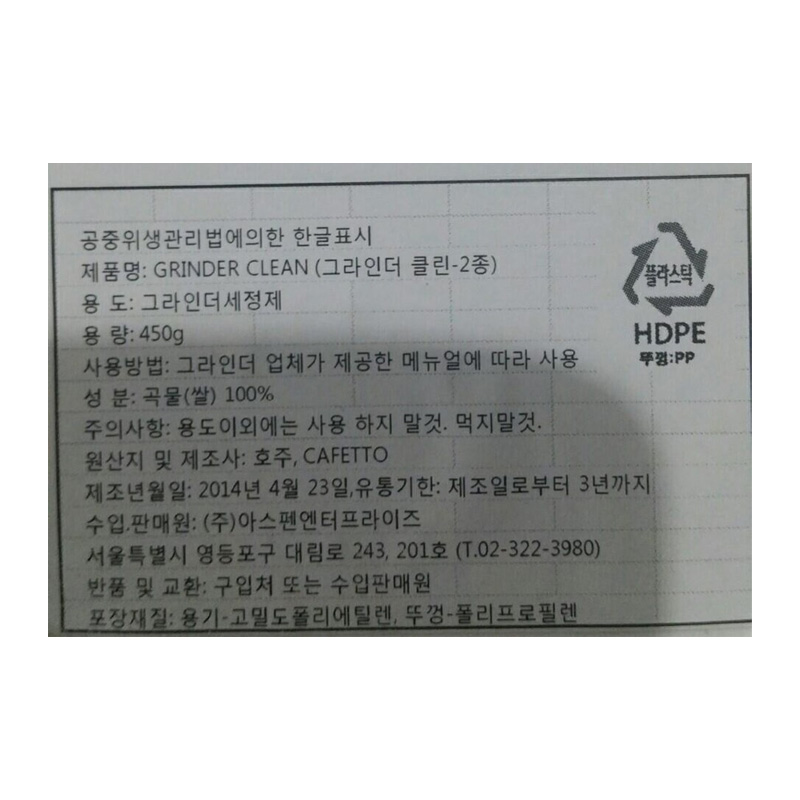 공중위생관리법에의한 한글표시
제품명: GRINDER CLEAN (그라인더 클린-2종)
용 도: 그라인더세정제
용 량: 450g
사용방법: 그라인더 업체가 제공한 메뉴얼에 따라 사용
성 분: 곡물(쌀) 100%
주의사항: 용도이외에는 사용 하지 말것. 먹지말것.
원산지 및 제조사: 호주, CAFETTO
제조년월일: 2014년 4월 23일,유통기한: 제조일로부터 3년까지
수입.판매원: (주)아스펜엔터프라이즈
서울특별시 영등포구 대림로 243, 201호 (T.02-322-3980)
반품 및 교환: 구입처 또는 수입판매원
포장재질: 용기-고밀도폴리에틸렌, 뚜껑-폴리프로필렌
플라스틱
HDPE
뚜껑:PP